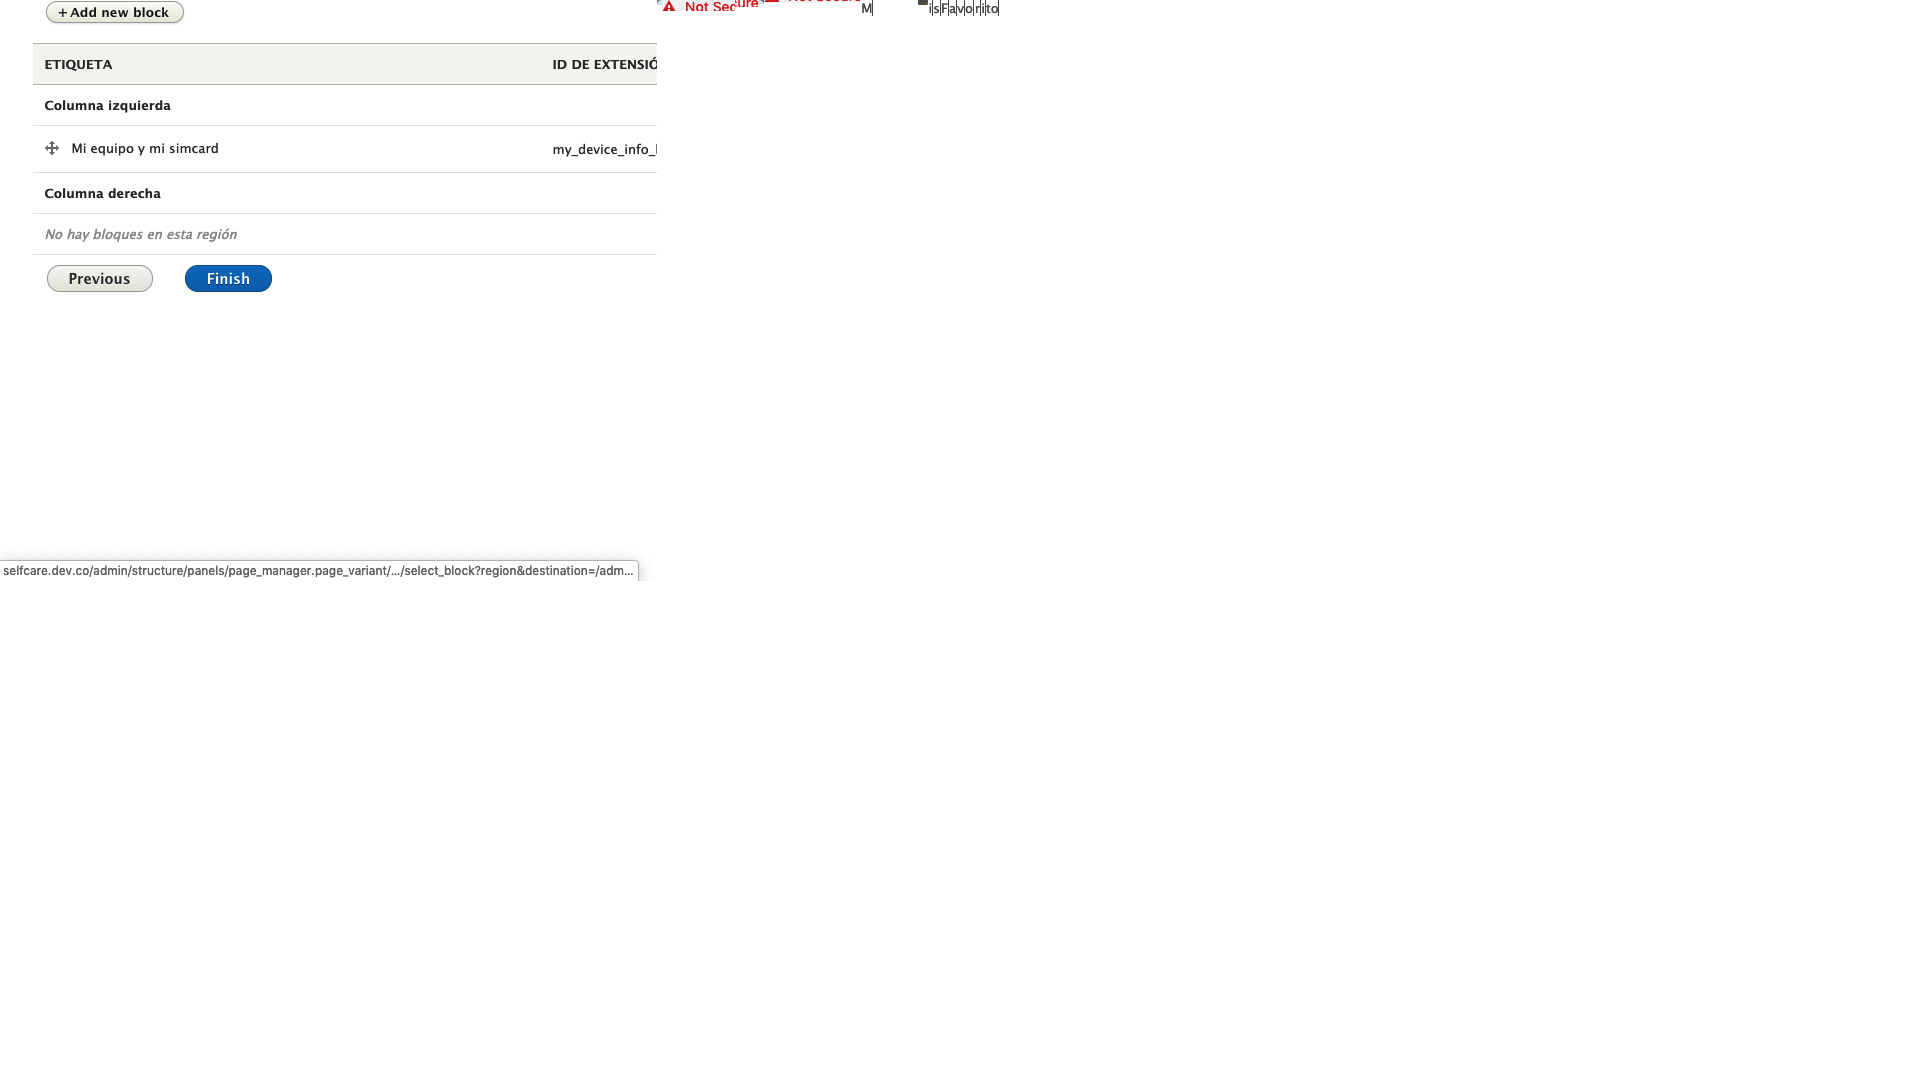 + Add new block
Not Secure
M
isFavorito
ETIQUETA
ID DE EXTENSIÓ
Columna izquierda
Mi equipo y mi simcard
my_device_info_
Columna derecha
No hay bloques en esta región
Previous
Finish
selfcare.dev.co/admin/structure/panels/page_manager.page_variant/.../select_block?region&destination=/adm...